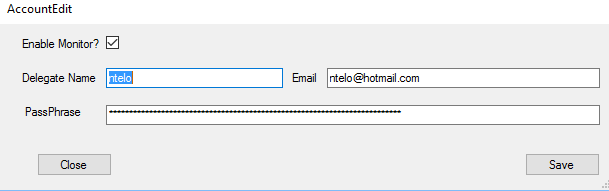 AccountEdit
Enable Monitor?
Delegate Name ntelo Email ntelo@hotmail.com
PassPhrase
Close Save